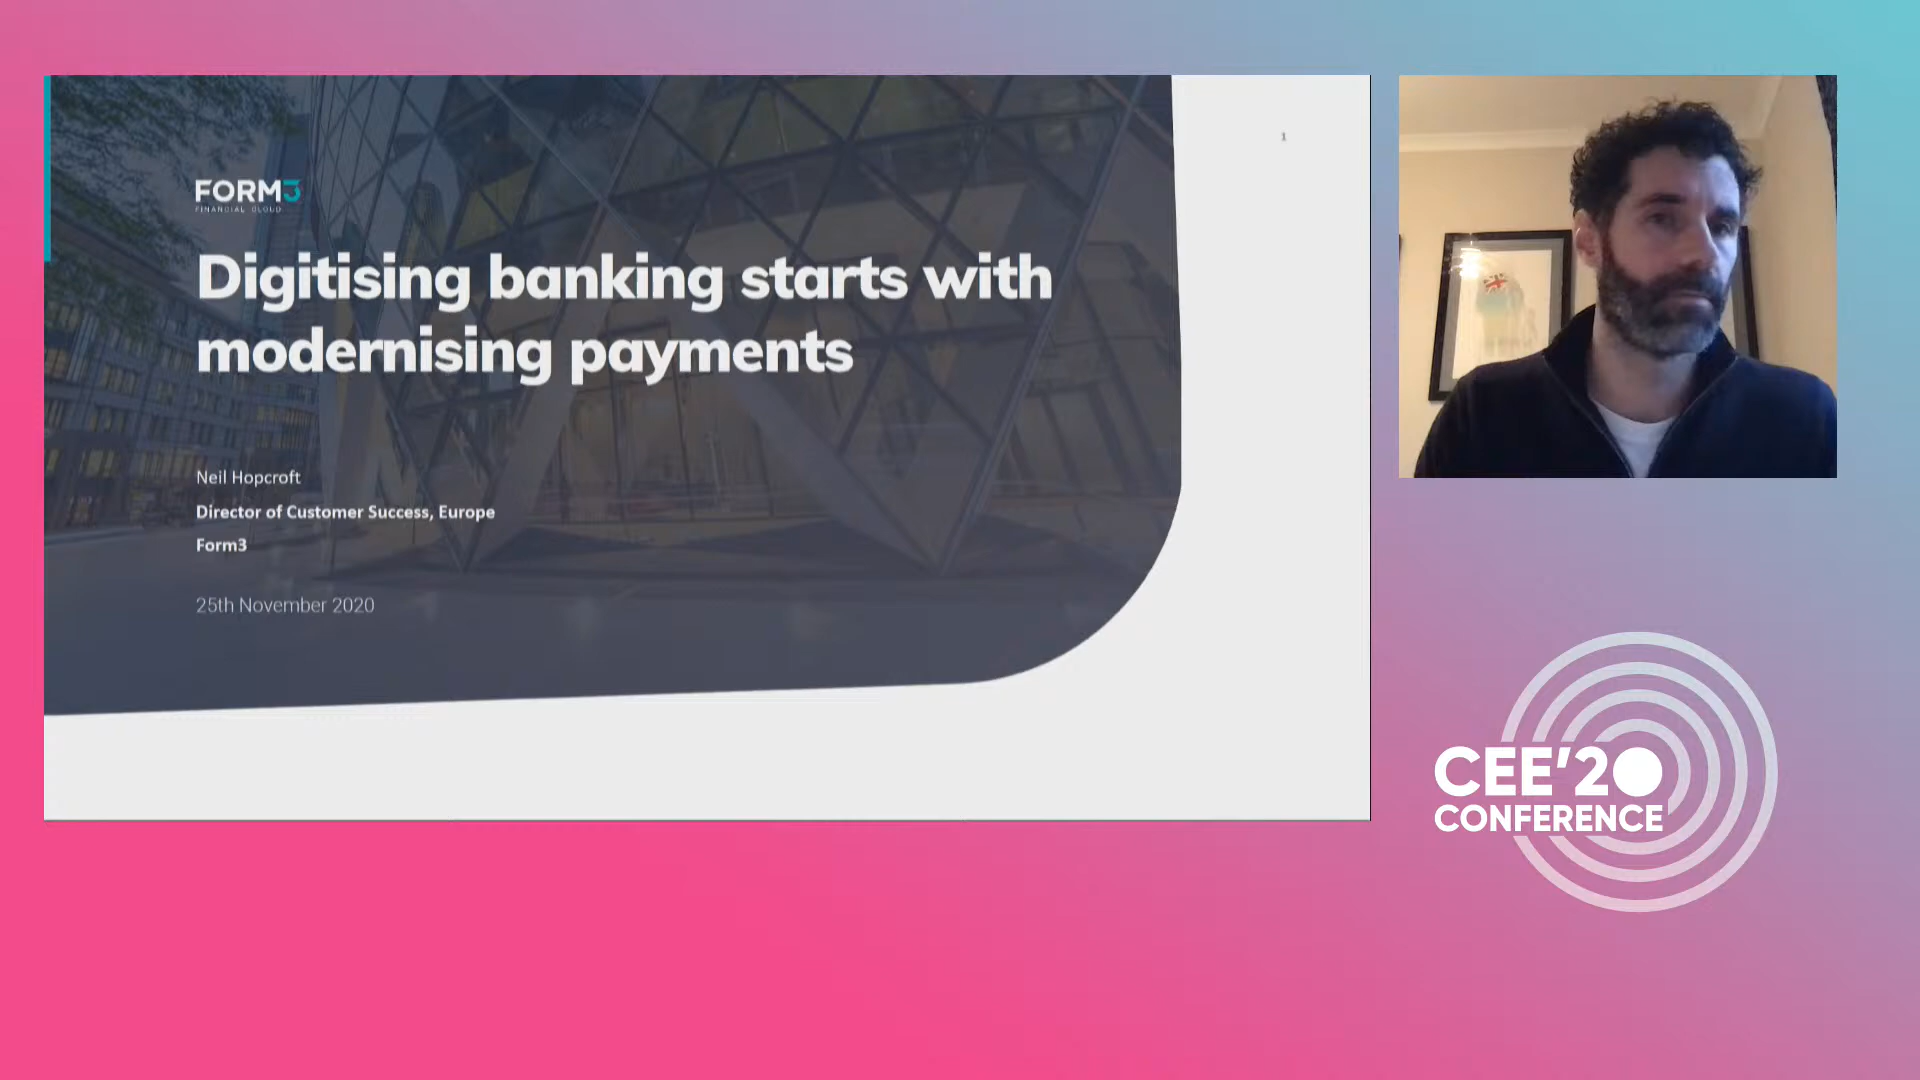 1
FORM3
FINANCIAL CLOUD
Digitising banking starts with
modernising payments
Neil Hopcroft
Director of Customer Success, Europe
Form3
25th November 2020
CEE'20
CONFERENCE